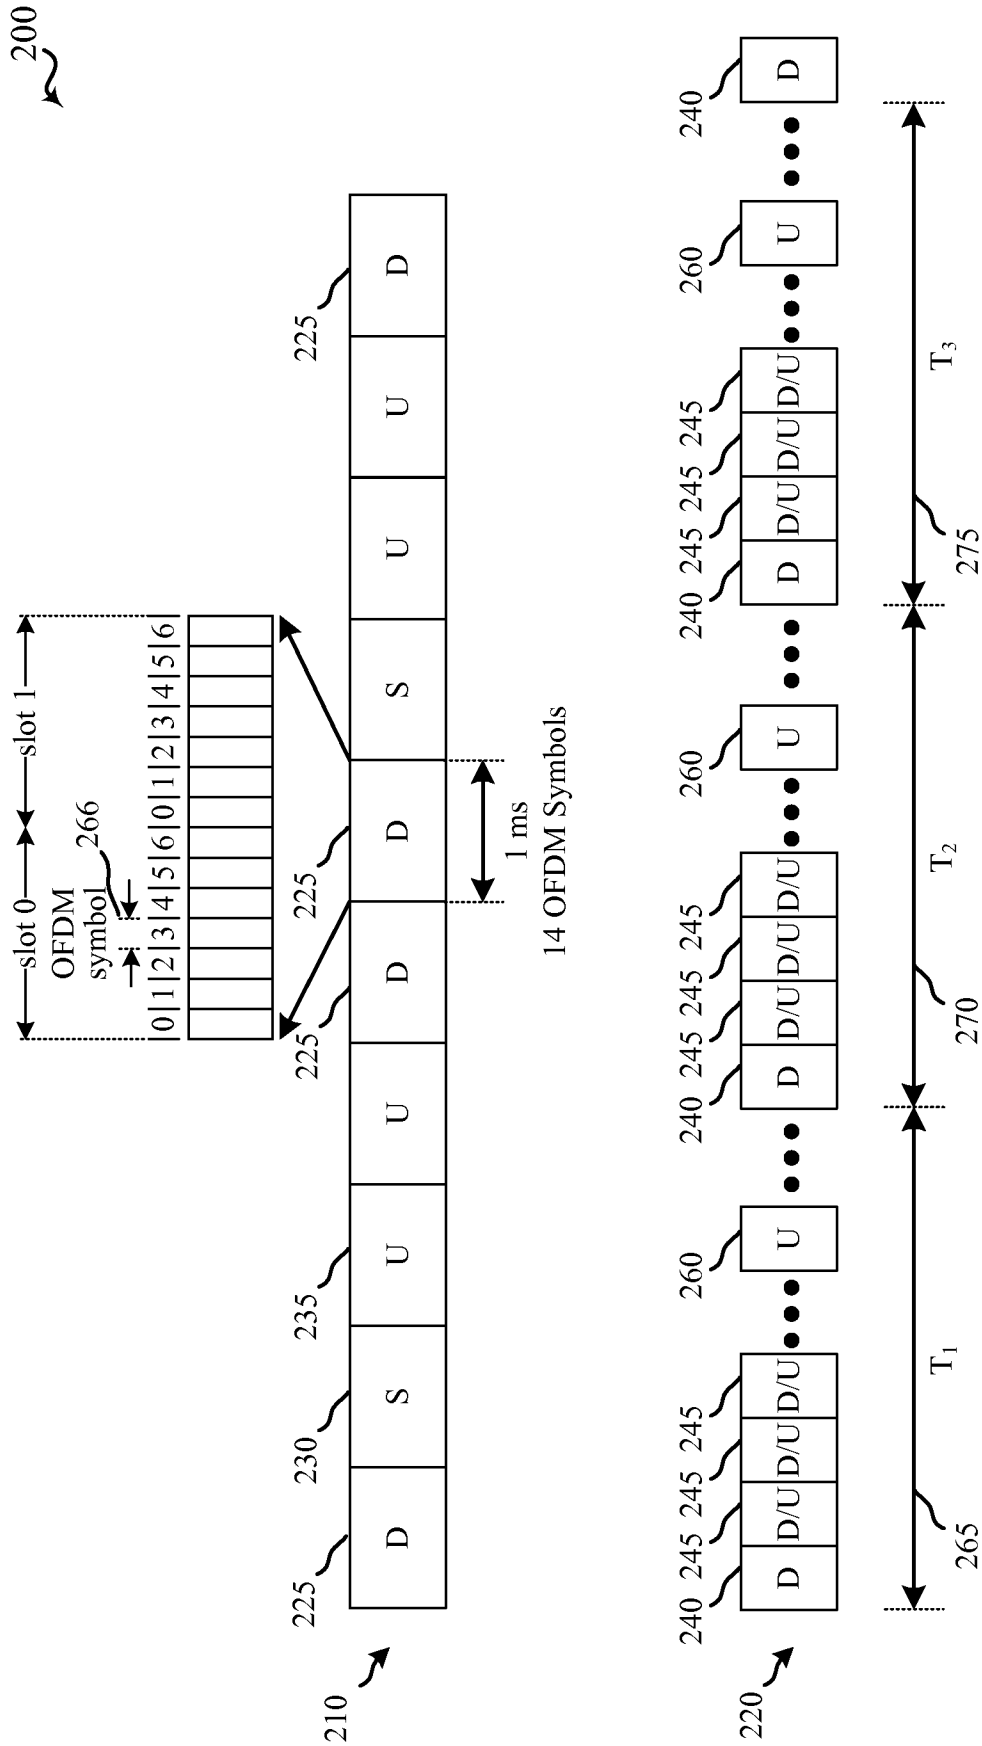 200
slot 0 slot 1
OFDM
symbol 266
0|1|2|3|4|5|6|0|1|2|3|4|5|6|
225 230 235 225 225 225
210
D S U U D D S U U D
1 ms
14 OFDM Symbols
240 245 245 245 260 240 245 245 245 260 240 245 245 245 260 240
220
D D/U D/U D/U U D D/U D/U D/U U D D/U D/U D/U U D
T1 T2 T3
265 270 275